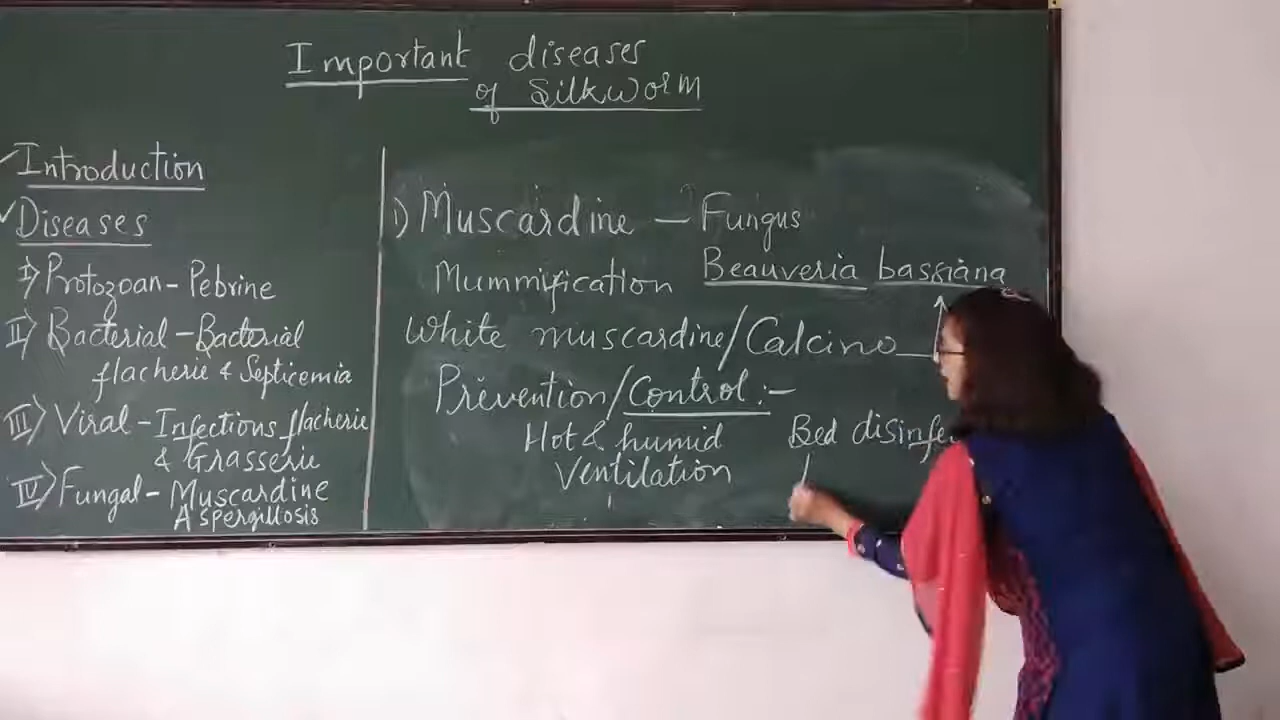 Important diseases
of Silkworm
Introduction
Diseases
I) Protozoan - Pebrine
II) Bacterial - Bacterial
flacherie & Septicemia
III) Viral - Infections flacherie
& Grasserie
IV) Fungal - Muscardine
Aspergillosis
1) Muscardine - Fungus
Mummification Beauveria bassiana
White muscardine/Calcino
Prevention/Control:-
Hot & humid
Ventilation
Bed